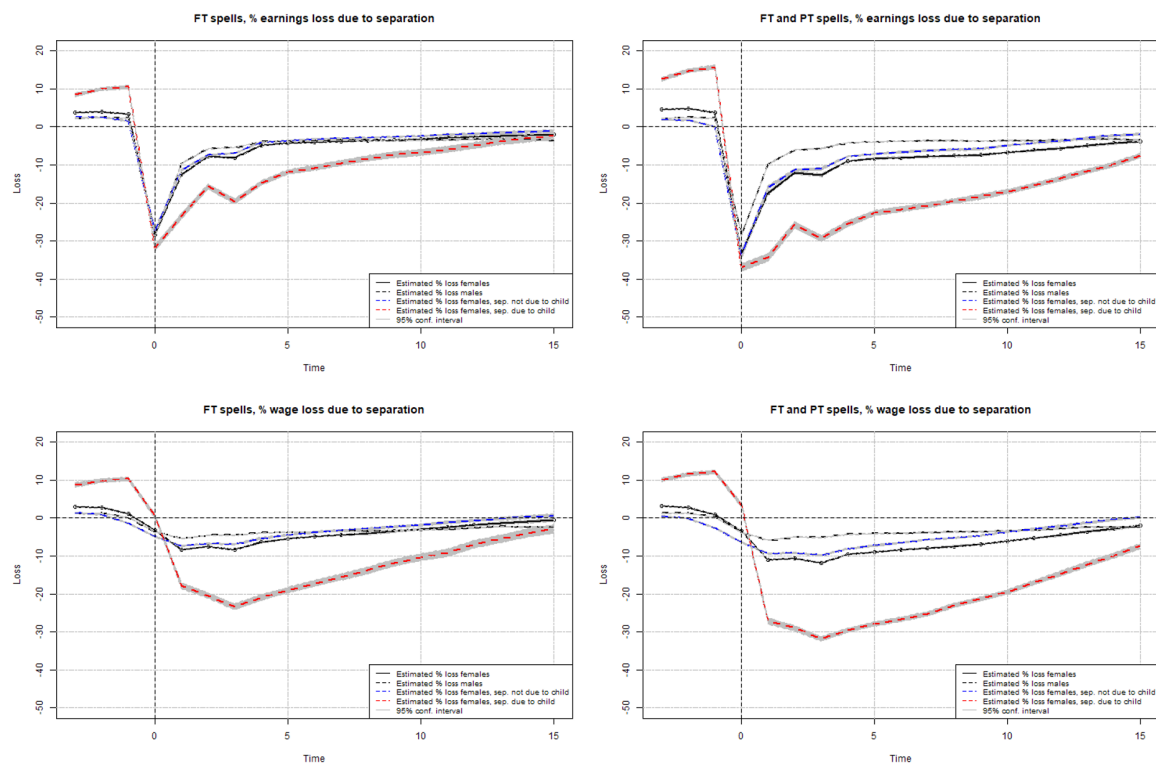 FT spells, % earnings loss due to separation
Loss
20
10
0
-10
-20
-30
-40
-50
Estimated % loss females
Estimated % loss males
Estimated % loss females, sep. not due to child
Estimated % loss females, sep. due to child
95% conf. interval
0
5
10
15
Time
FT and PT spells, % earnings loss due to separation
Loss
20
10
0
-10
-20
-30
-40
-50
Estimated % loss females
Estimated % loss males
Estimated % loss females, sep. not due to child
Estimated % loss females, sep. due to child
95% conf. interval
0
5
10
15
Time
FT spells, % wage loss due to separation
Loss
20
10
0
-10
-20
-30
-40
-50
Estimated % loss females
Estimated % loss males
Estimated % loss females, sep. not due to child
Estimated % loss females, sep. due to child
95% conf. interval
0
5
10
15
Time
FT and PT spells, % wage loss due to separation
Loss
20
10
0
-10
-20
-30
-40
-50
Estimated % loss females
Estimated % loss males
Estimated % loss females, sep. not due to child
Estimated % loss females, sep. due to child
95% conf. interval
0
5
10
15
Time